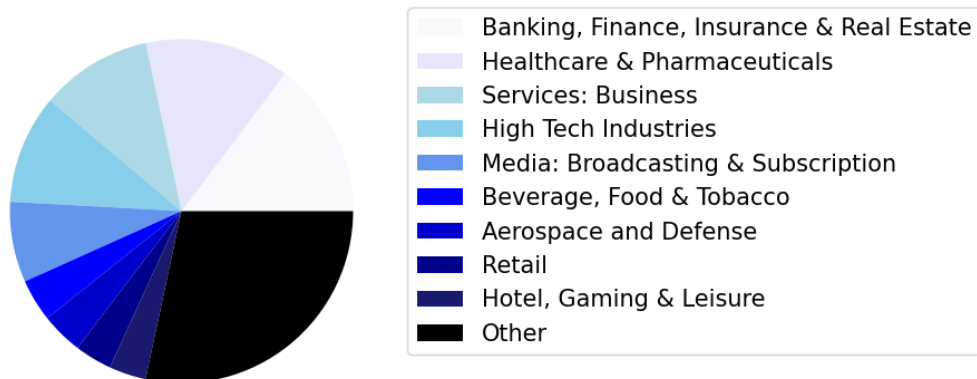 Banking, Finance, Insurance & Real Estate
Healthcare & Pharmaceuticals
Services: Business
High Tech Industries
Media: Broadcasting & Subscription
Beverage, Food & Tobacco
Aerospace and Defense
Retail
Hotel, Gaming & Leisure
Other